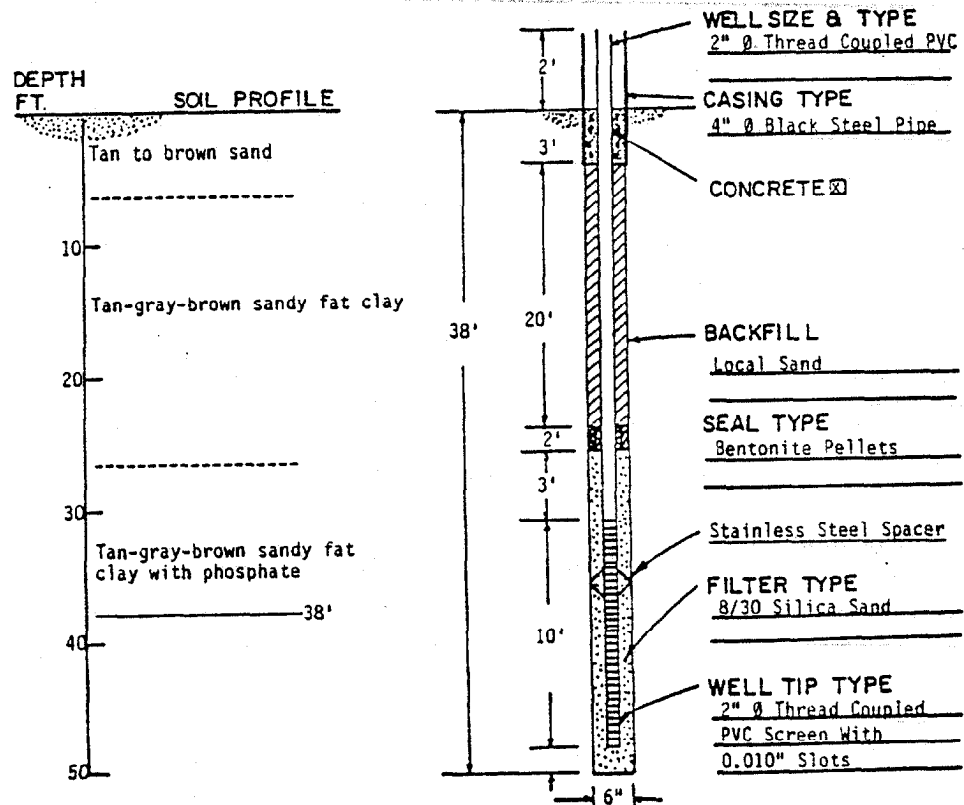 DEPTH
FT.
SOIL PROFILE
Tan to brown sand
10
Tan-gray-brown sandy fat clay
20
30
Tan-gray-brown sandy fat
clay with phosphate
38'
40
50
2'
3'
38'
20'
2'
3'
10'
6"
WELL SIZE & TYPE
2" Ø Thread Coupled PVC
CASING TYPE
4" Ø Black Steel Pipe
CONCRETE ☒
BACKFILL
Local Sand
SEAL TYPE
Bentonite Pellets
Stainless Steel Spacer
FILTER TYPE
8/30 Silica Sand
WELL TIP TYPE
2" Ø Thread Coupled
PVC Screen With
0.010" Slots